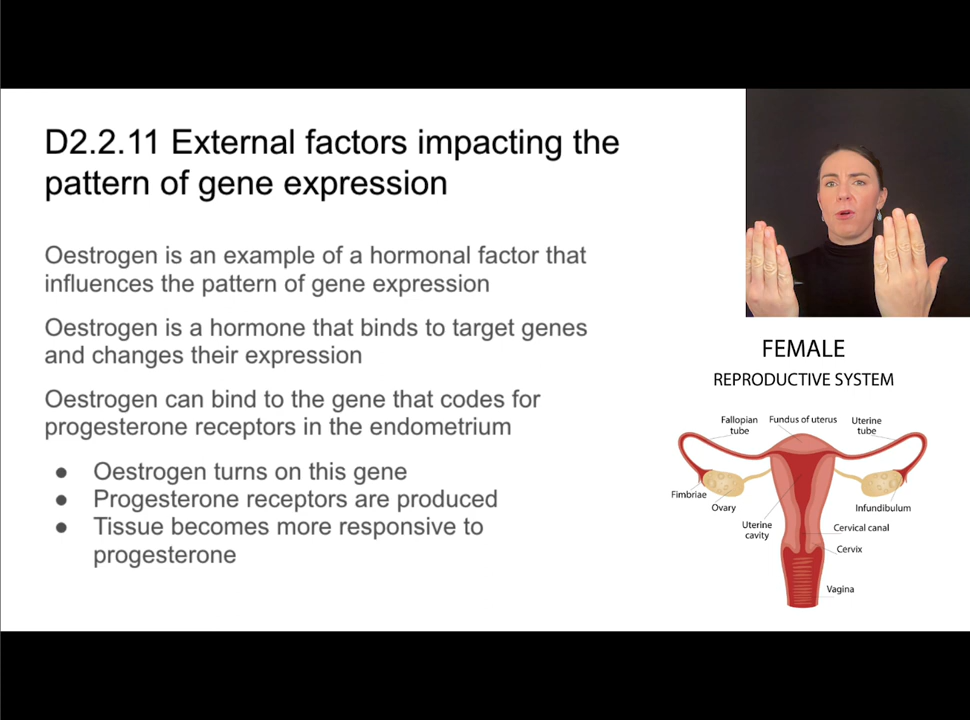 D2.2.11 External factors impacting the
pattern of gene expression
Oestrogen is an example of a hormonal factor that
influences the pattern of gene expression
Oestrogen is a hormone that binds to target genes
and changes their expression
Oestrogen can bind to the gene that codes for
progesterone receptors in the endometrium
● Oestrogen turns on this gene
● Progesterone receptors are produced
● Tissue becomes more responsive to
progesterone
FEMALE
REPRODUCTIVE SYSTEM
Fallopian
tube
Fundus of uterus
Uterine
tube
Fimbriae
Ovary
Infundibulum
Uterine
cavity
Cervical canal
Cervix
Vagina